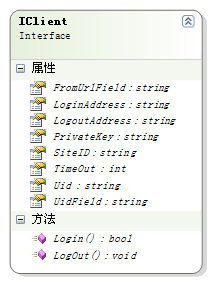 IClient
Interface
属性
FromUrlField : string
LoginAddress : string
LogoutAddress : string
PrivateKey : string
SiteID : string
TimeOut : int
Uid : string
UidField : string
方法
Login() : bool
LogOut() : void